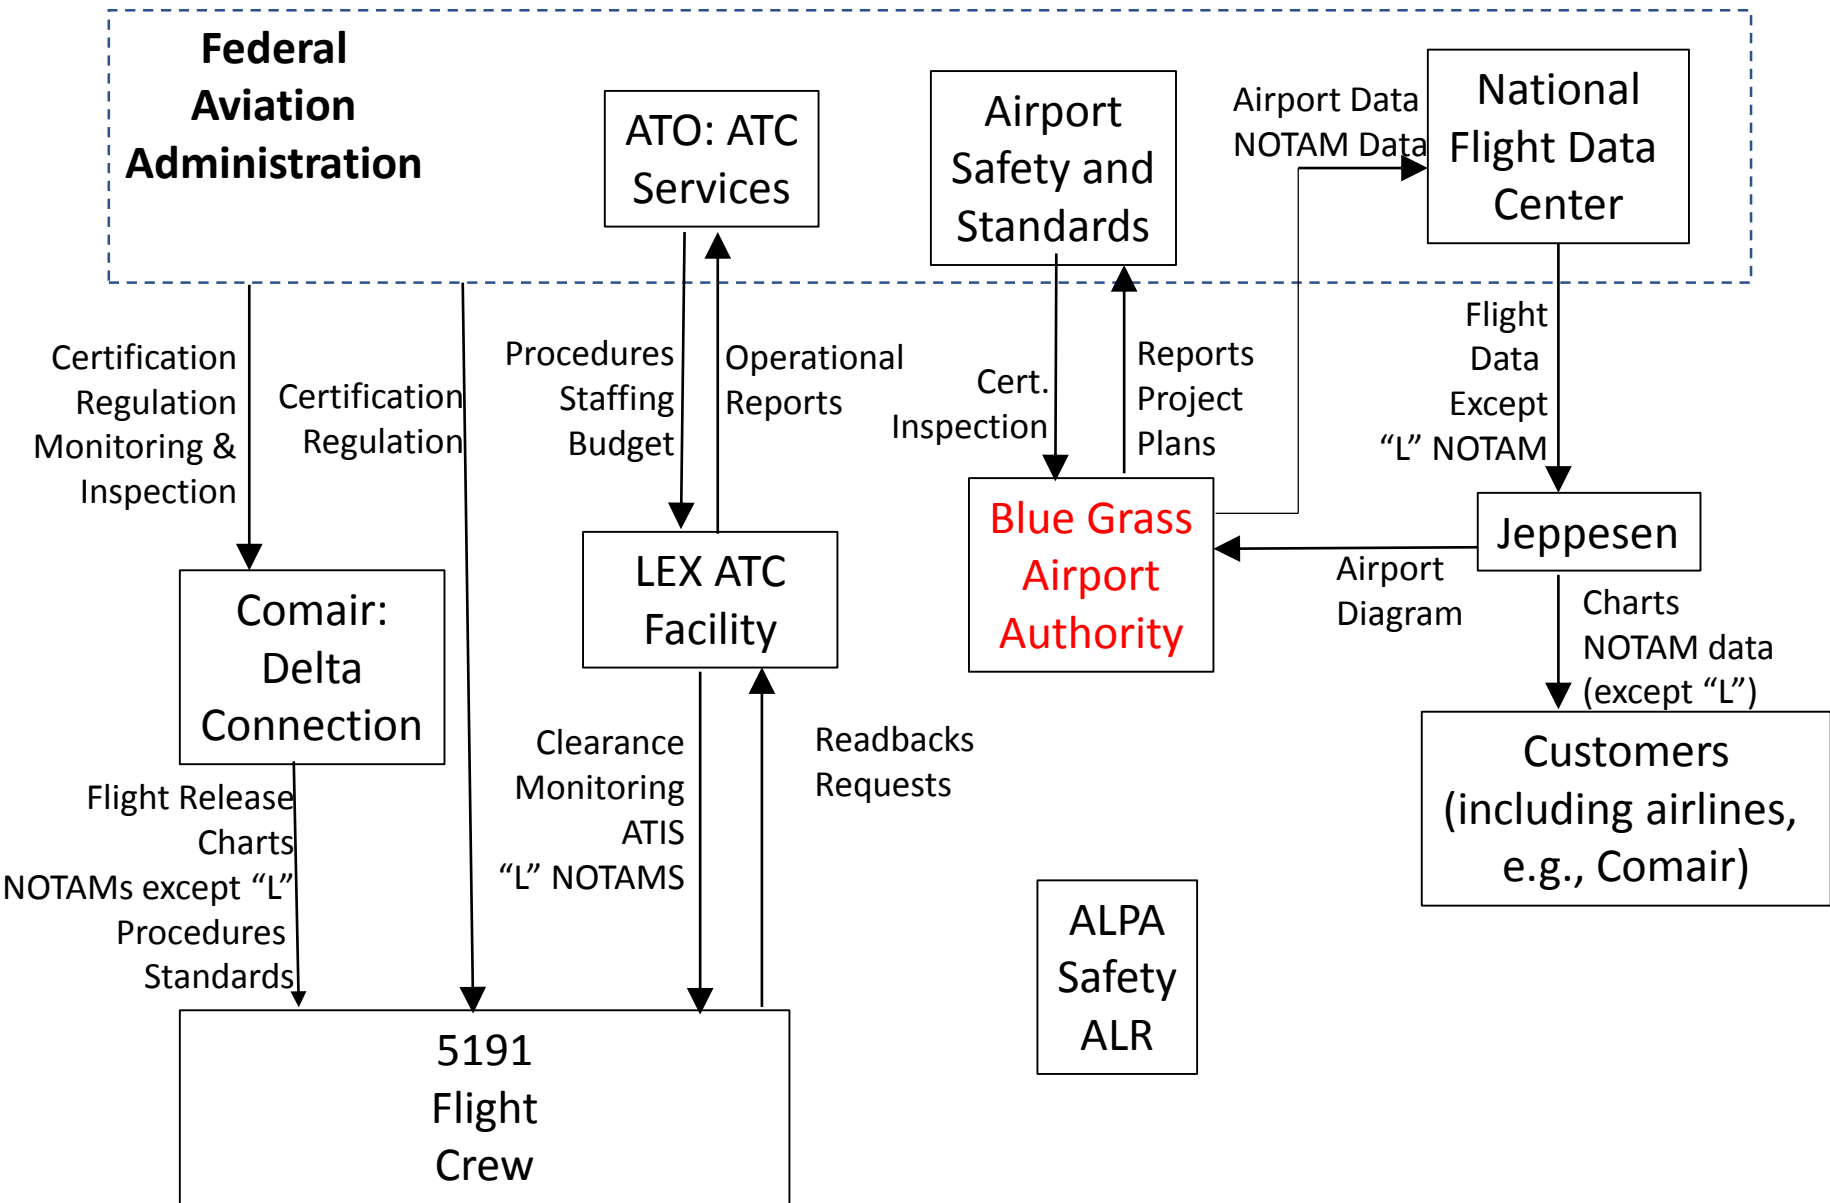 Federal
Aviation
Administration
ATO: ATC
Services
Airport
Safety and
Standards
Airport Data
NOTAM Data
National
Flight Data
Center
Certification
Regulation
Monitoring &
Inspection
Certification
Regulation
Procedures
Staffing
Budget
Operational
Reports
Cert.
Inspection
Reports
Project
Plans
Flight
Data
Except
“L” NOTAM
Comair:
Delta
Connection
LEX ATC
Facility
Blue Grass
Airport
Authority
Jeppesen
Airport
Diagram
Charts
NOTAM data
(except “L”)
Flight Release
Charts
NOTAMs except “L”
Procedures
Standards
Clearance
Monitoring
ATIS
“L” NOTAMS
Readbacks
Requests
Customers
(including airlines,
e.g., Comair)
ALPA
Safety
ALR
5191
Flight
Crew